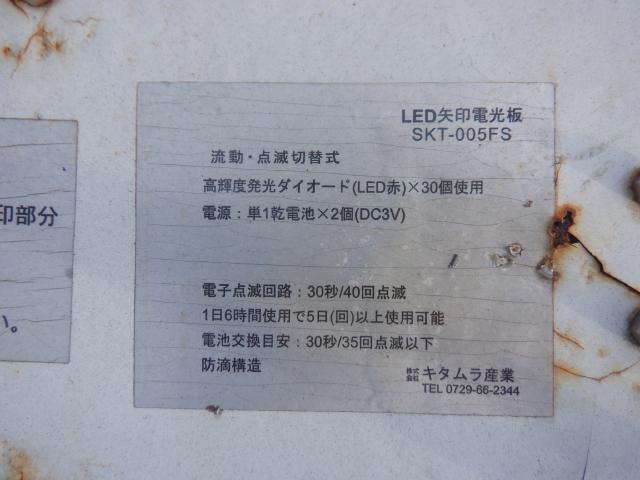 LED矢印電光板
SKT-005FS
流動・点滅切替式
高輝度発光ダイオード(LED赤)×30個使用
電源：単1乾電池×2個(DC3V)
電子点滅回路：30秒/40回点滅
1日6時間使用で5日(回)以上使用可能
電池交換目安：30秒/35回点滅以下
防滴構造
株式会社キタムラ産業
TEL 0729-66-2344
印部分
い。